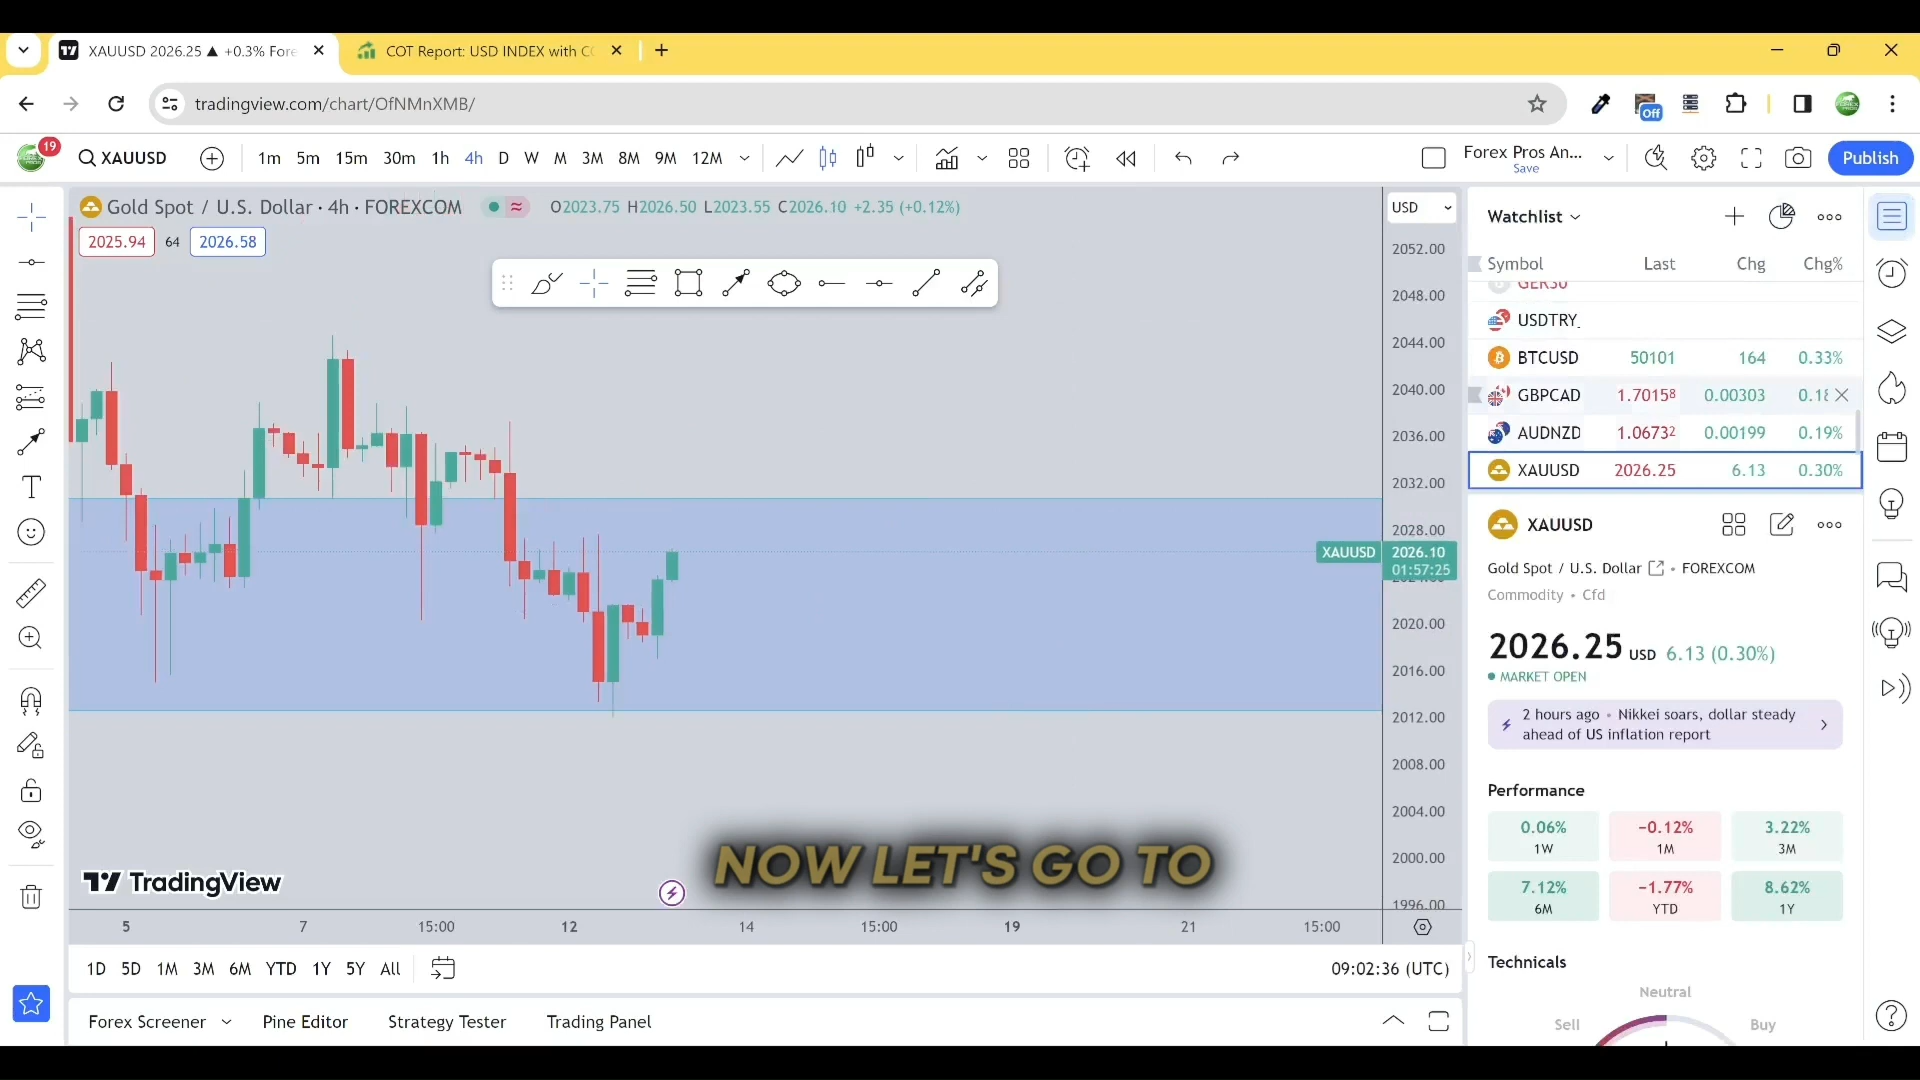 XAUUSD 2026.25 ▲ +0.3% Fore
COT Report: USD INDEX with CO
tradingview.com/chart/OfNMnXMB/
Off
19
XAUUSD
1m 5m 15m 30m 1h 4h D W M 3M 8M 9M 12M
Forex Pros An...
Save
Publish
Gold Spot / U.S. Dollar · 4h · FOREXCOM
O2023.75 H2026.50 L2023.55 C2026.10 +2.35 (+0.12%)
2025.94 64 2026.58
USD
2052.00
2048.00
2044.00
2040.00
2036.00
2032.00
2028.00
XAUUSD 2026.10
01:57:25
2020.00
2016.00
2012.00
2008.00
2004.00
2000.00
1996.00
NOW LET'S GO TO
TradingView
5 7 15:00 12 14 15:00 19 21 15:00
1D 5D 1M 3M 6M YTD 1Y 5Y All
09:02:36 (UTC)
Forex Screener Pine Editor Strategy Tester Trading Panel
Watchlist
Symbol Last Chg Chg%
GER30
USDTRY
BTCUSD 50101 164 0.33%
GBPCAD 1.70158 0.00303 0.18
AUDNZD 1.06732 0.00199 0.19%
XAUUSD 2026.25 6.13 0.30%
XAUUSD
Gold Spot / U.S. Dollar • FOREXCOM
Commodity • Cfd
2026.25 USD 6.13 (0.30%)
MARKET OPEN
2 hours ago • Nikkei soars, dollar steady
ahead of US inflation report
Performance
0.06% −0.12% 3.22%
1W 1M 3M
7.12% −1.77% 8.62%
6M YTD 1Y
Technicals
Neutral
Sell Buy